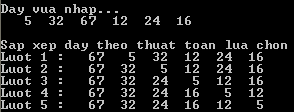 Day vua nhap...
5 32 67 12 24 16
Sap xep day theo thuat toan lua chon
Luot 1 : 67 5 32 12 24 16
Luot 2 : 67 32 5 12 24 16
Luot 3 : 67 32 24 5 12 16
Luot 4 : 67 32 24 16 5 12
Luot 5 : 67 32 24 16 12 5